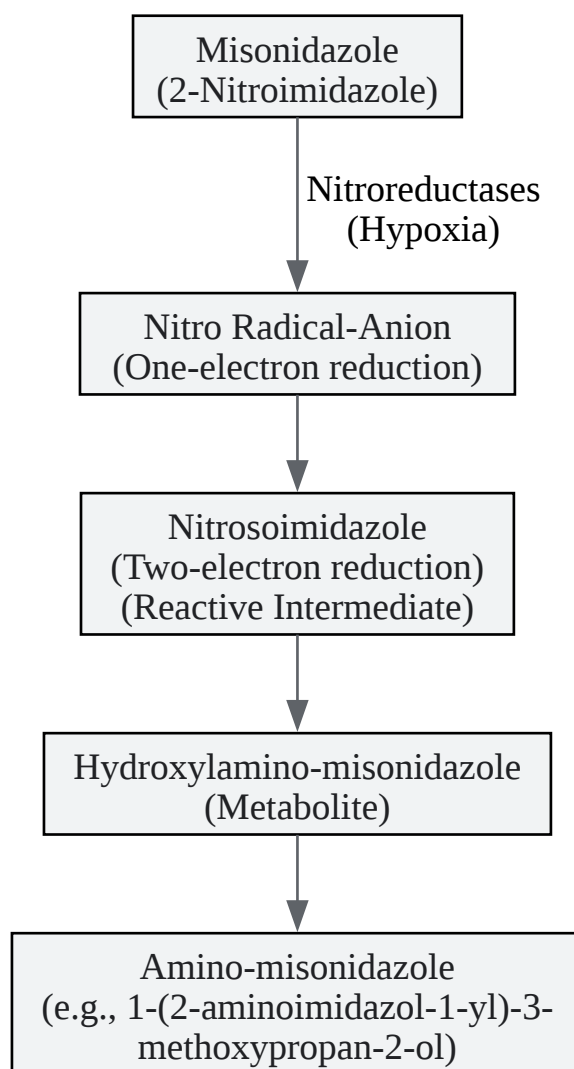 Misonidazole
(2-Nitroimidazole)
Nitroreductases
(Hypoxia)
Nitro Radical-Anion
(One-electron reduction)
Nitrosoimidazole
(Two-electron reduction)
(Reactive Intermediate)
Hydroxylamino-misonidazole
(Metabolite)
Amino-misonidazole
(e.g., 1-(2-aminoimidazol-1-yl)-3-
methoxypropan-2-ol)